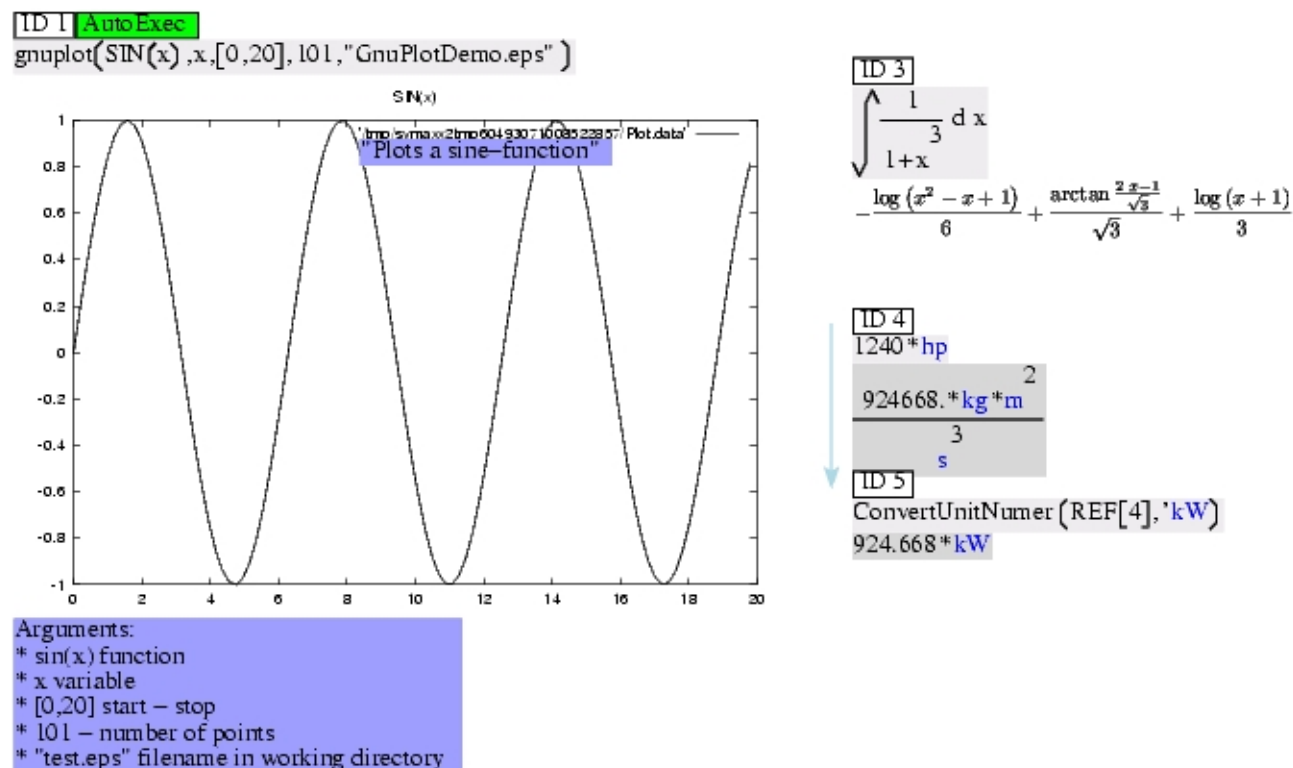 ID 1 AutoExec
gnuplot(SIN(x) ,x,[0,20], 101,"GnuPlotDemo.eps" )
SIN(x)
"Plots a sine–function"
1
0.8
0.6
0.4
0.2
0
-0.2
-0.4
-0.6
-0.8
-1
0 2 4 6 8 10 12 14 16 18 20
Arguments:
* sin(x) function
* x variable
* [0,20] start – stop
* 101 – number of points
* "test.eps" filename in working directory
ID 3
∫ 1 / 1+x^3 d x
-log (x^2 - x + 1) / 6 + arctan (2 x-1 / √3) / √3 + log (x + 1) / 3
ID 4
1240*hp
924668.*kg*m^2
s^3
ID 5
ConvertUnitNumer(REF[4],'kW)
924.668*kW